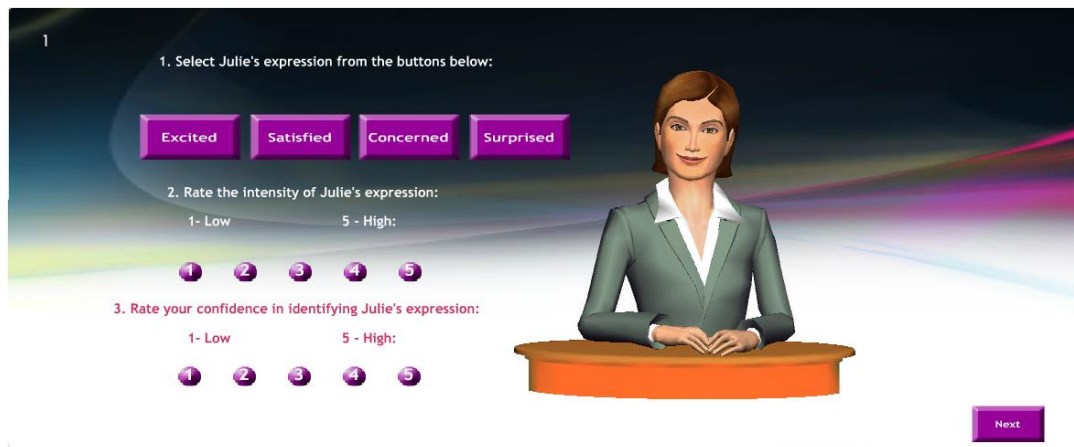 1
1. Select Julie's expression from the buttons below:
Excited Satisfied Concerned Surprised
2. Rate the intensity of Julie's expression:
1- Low 5 - High:
1 2 3 4 5
3. Rate your confidence in identifying Julie's expression:
1- Low 5 - High:
1 2 3 4 5
Next